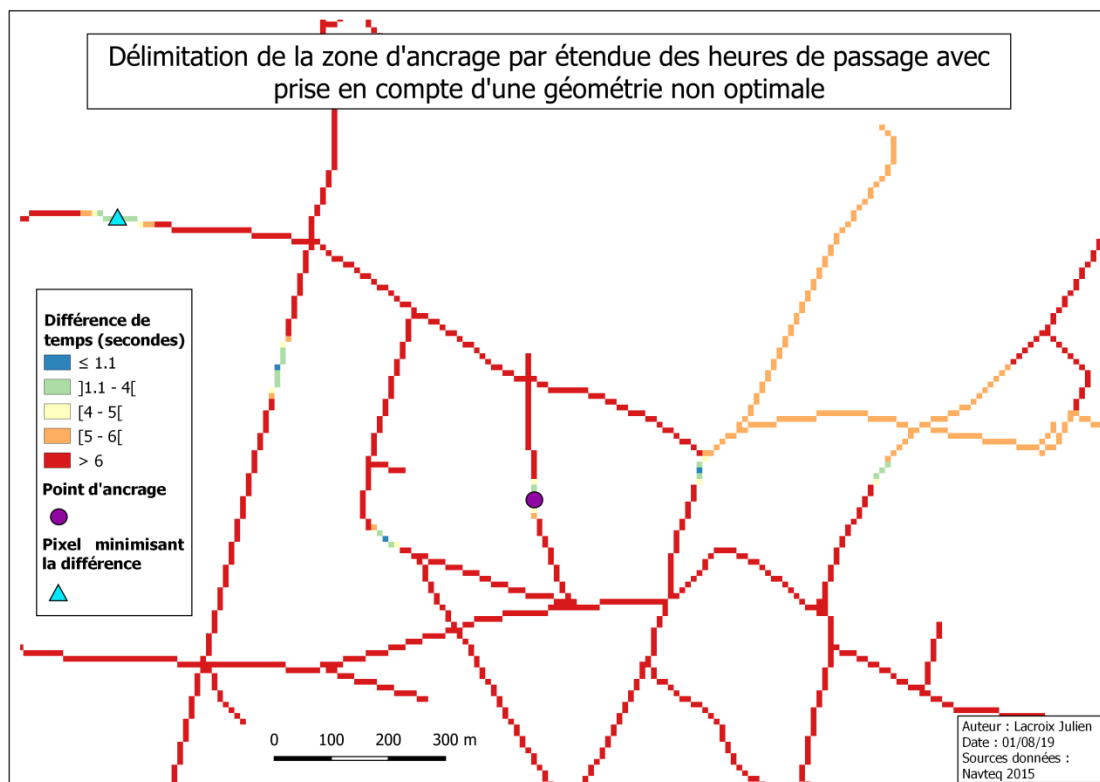 Délimitation de la zone d'ancrage par étendue des heures de passage avec
prise en compte d'une géométrie non optimale
Différence de
temps (secondes)
≤ 1.1
]1.1 - 4[
[4 - 5[
[5 - 6[
> 6
Point d'ancrage
Pixel minimisant
la différence
0 100 200 300 m
Auteur : Lacroix Julien
Date : 01/08/19
Sources données :
Navteq 2015